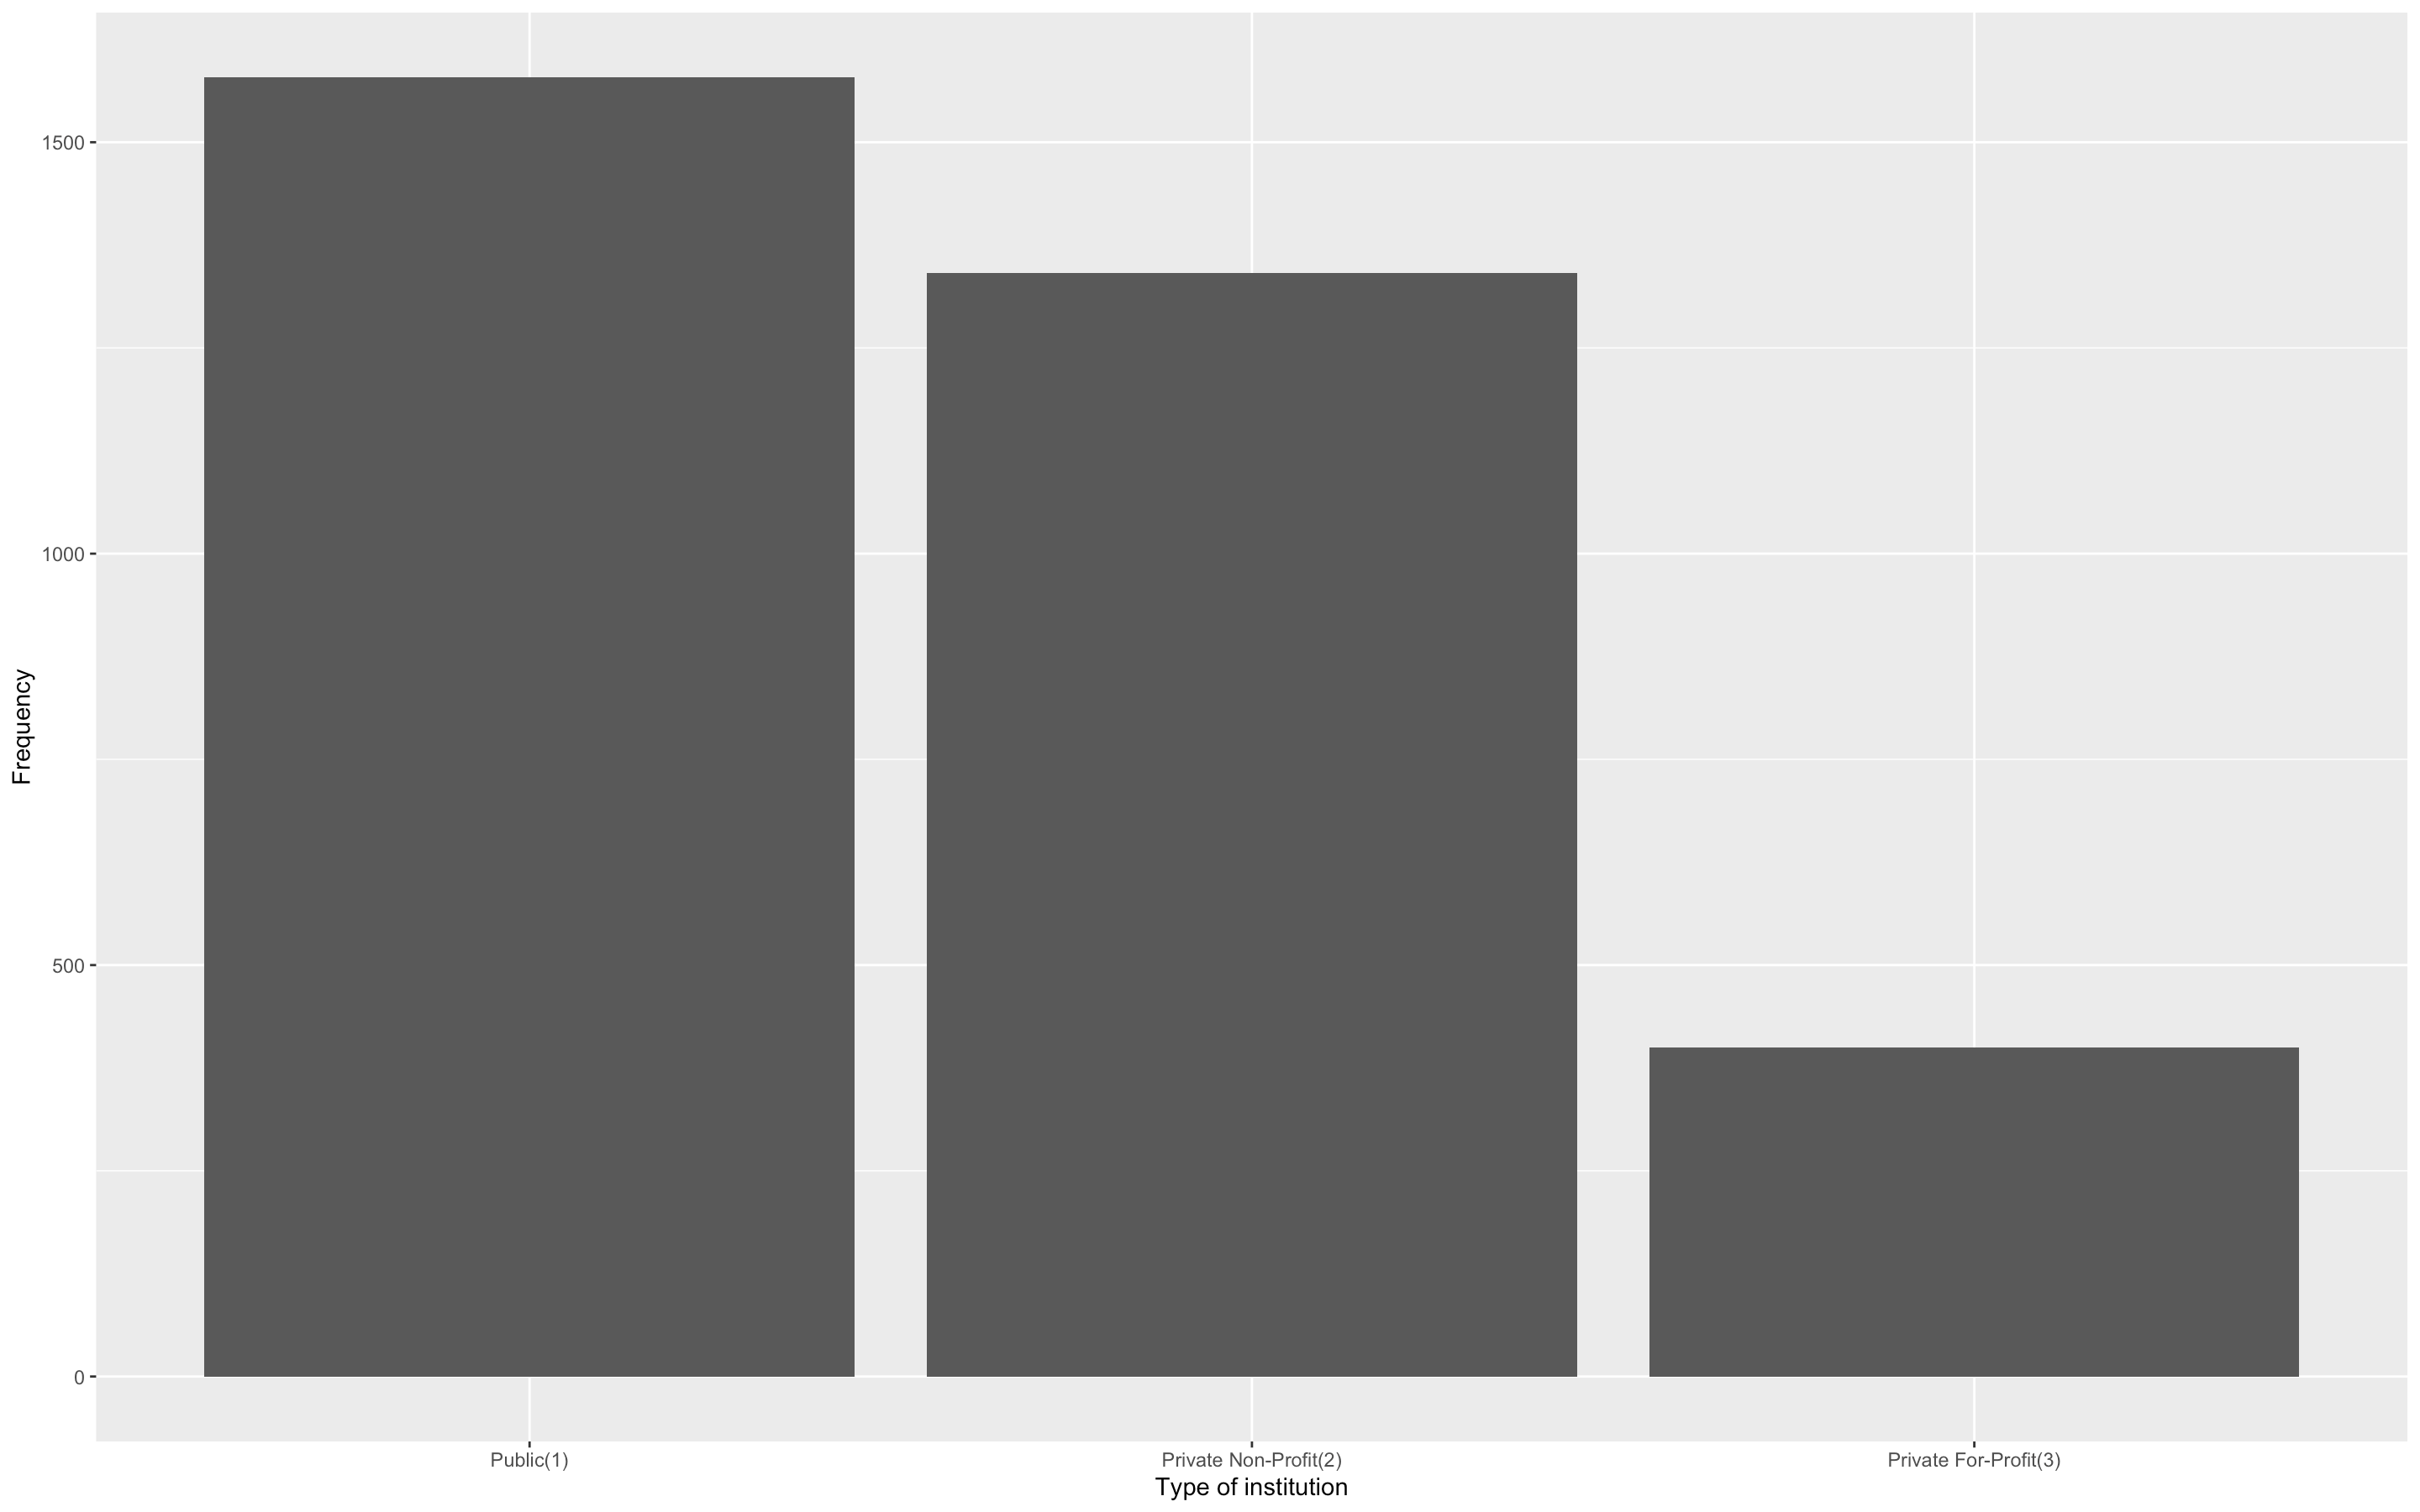 Frequency
1500
1000
500
0
Public(1)
Private Non-Profit(2)
Private For-Profit(3)
Type of institution